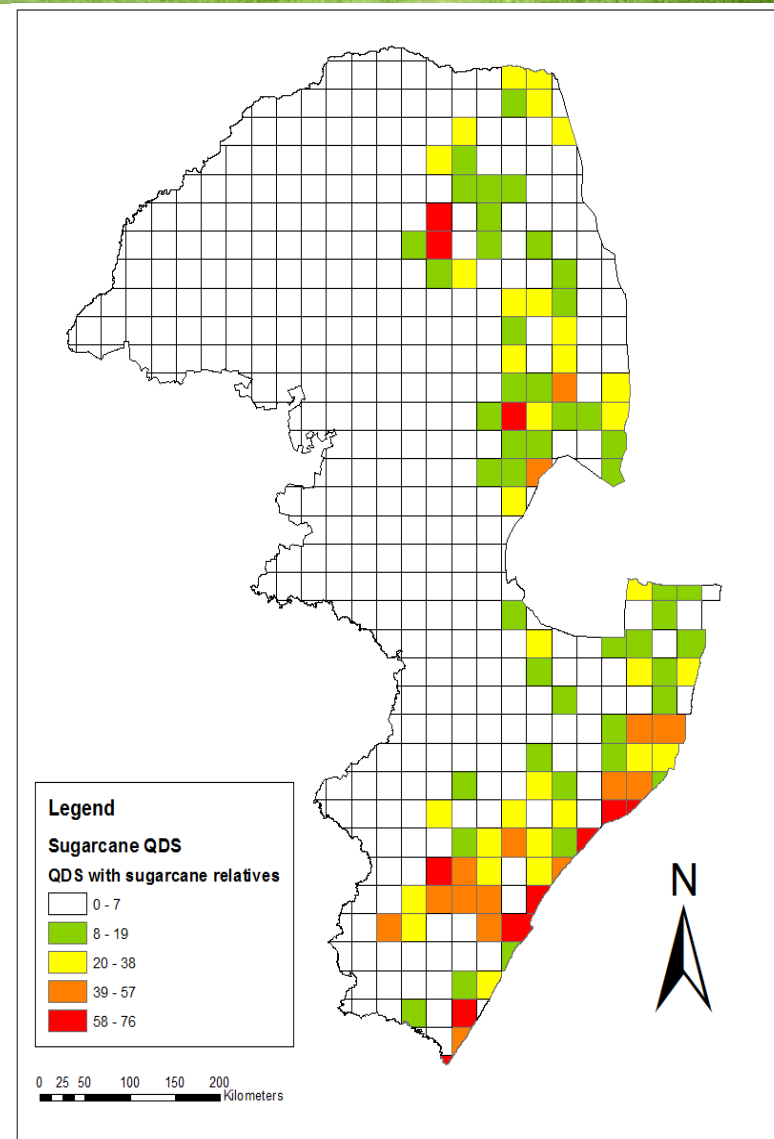 Legend
Sugarcane QDS
QDS with sugarcane relatives
0 - 7
8 - 19
20 - 38
39 - 57
58 - 76
N
0 25 50 100 150 200
Kilometers